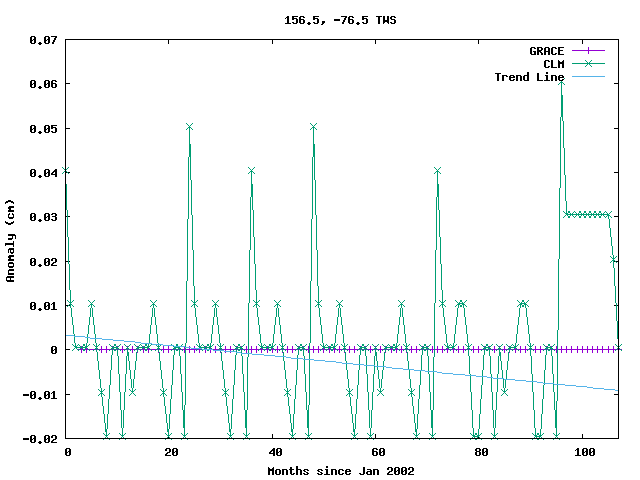 156.5, -76.5 TWS
GRACE
CLM
Trend Line
0.07
0.06
0.05
0.04
0.03
0.02
0.01
0
-0.01
-0.02
Anomaly (cm)
0 20 40 60 80 100
Months since Jan 2002